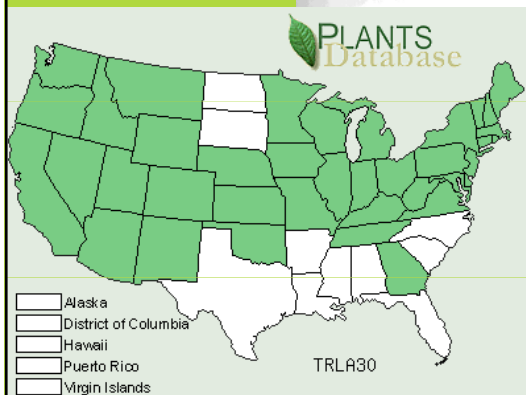 PLANTS
Database
Alaska
District of Columbia
Hawaii
Puerto Rico
Virgin Islands
TRLA30